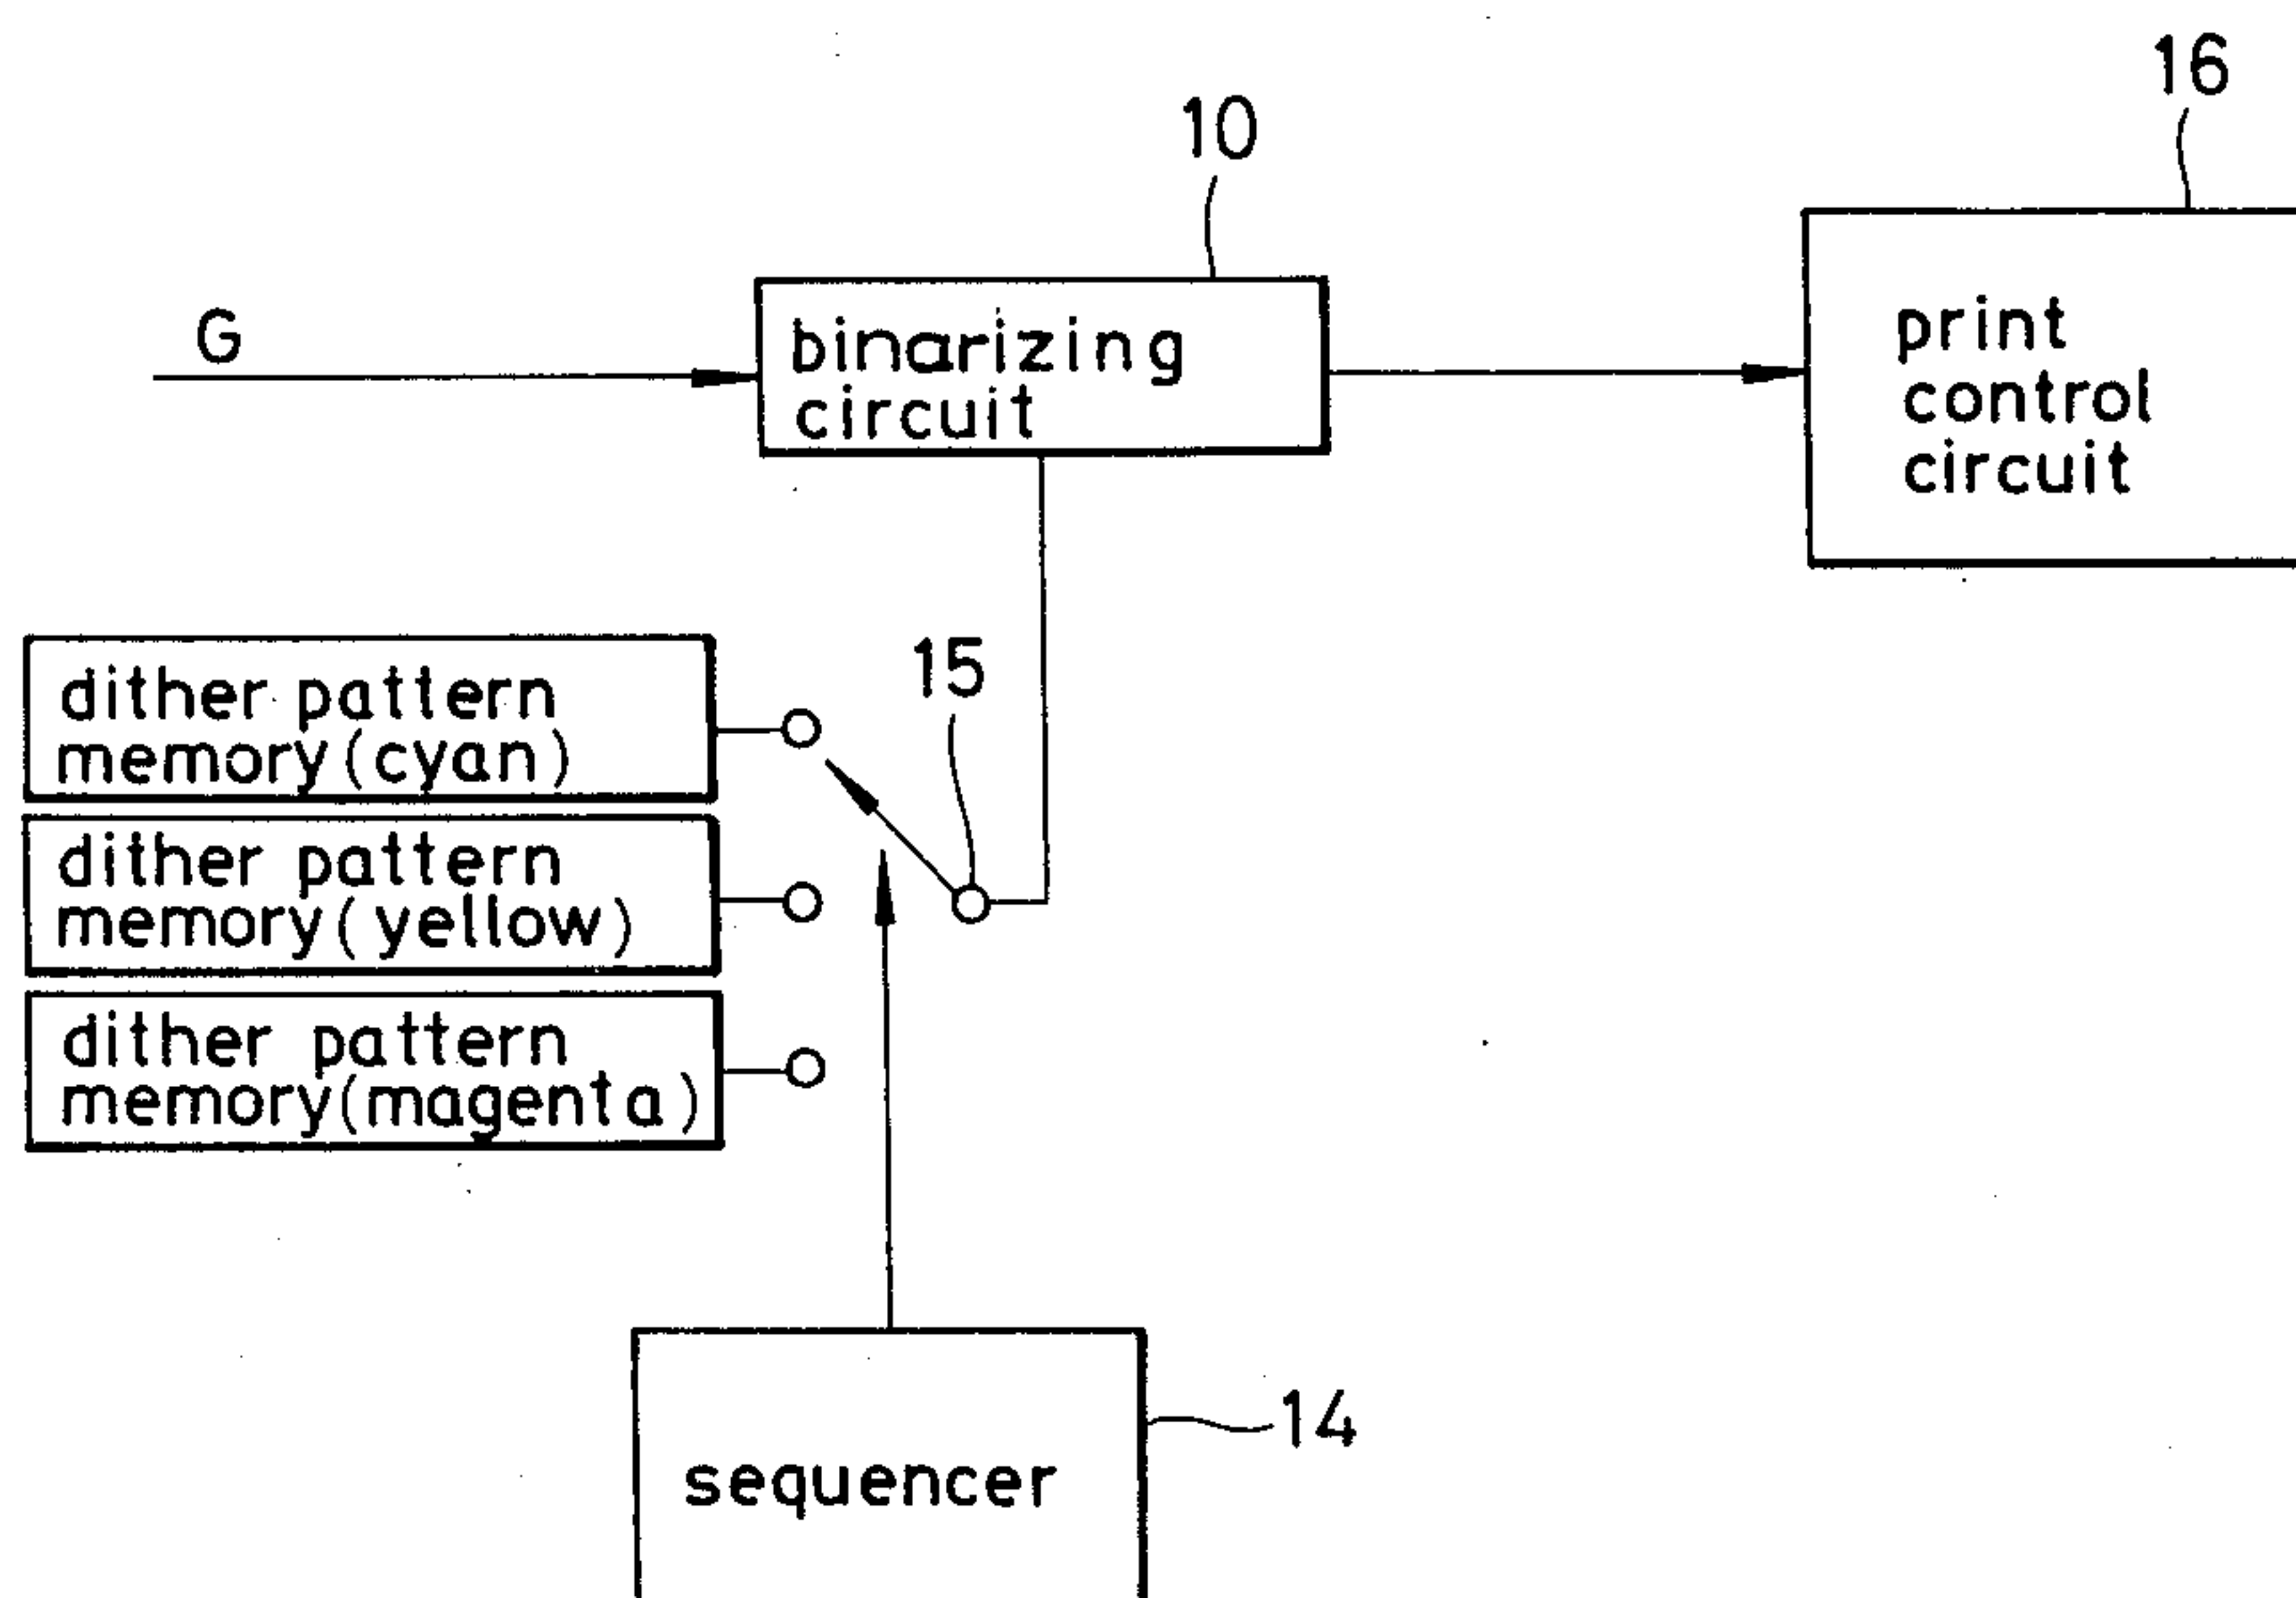 16
10
G
binarizing
circuit
print
control
circuit
15
dither pattern
memory(cyan)
dither pattern
memory(yellow)
dither pattern
memory(magenta)
14
sequencer